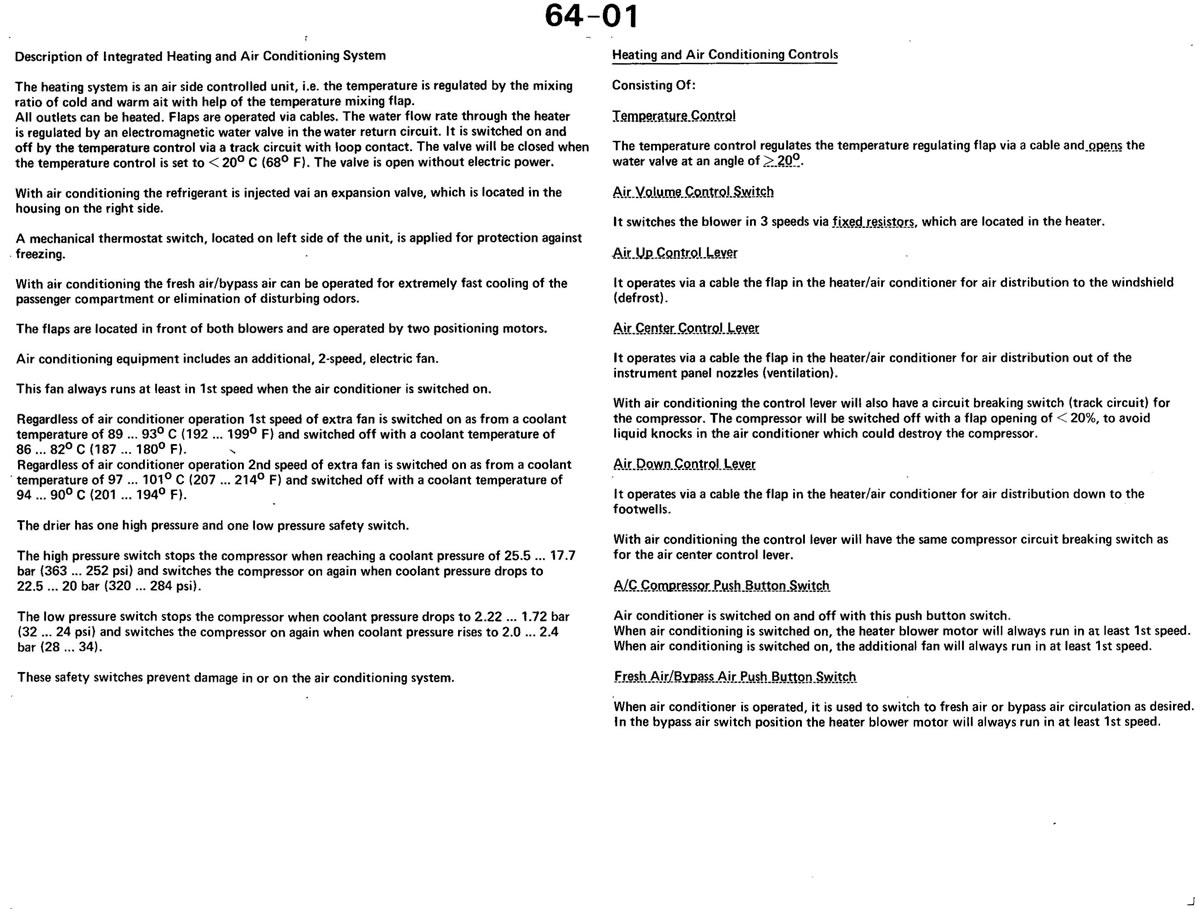 64-01
Description of Integrated Heating and Air Conditioning System
The heating system is an air side controlled unit, i.e. the temperature is regulated by the mixing
ratio of cold and warm ait with help of the temperature mixing flap.
All outlets can be heated. Flaps are operated via cables. The water flow rate through the heater
is regulated by an electromagnetic water valve in the water return circuit. It is switched on and
off by the temperature control via a track circuit with loop contact. The valve will be closed when
the temperature control is set to < 20° C (68° F). The valve is open without electric power.
With air conditioning the refrigerant is injected vai an expansion valve, which is located in the
housing on the right side.
A mechanical thermostat switch, located on left side of the unit, is applied for protection against
freezing.
With air conditioning the fresh air/bypass air can be operated for extremely fast cooling of the
passenger compartment or elimination of disturbing odors.
The flaps are located in front of both blowers and are operated by two positioning motors.
Air conditioning equipment includes an additional, 2-speed, electric fan.
This fan always runs at least in 1st speed when the air conditioner is switched on.
Regardless of air conditioner operation 1st speed of extra fan is switched on as from a coolant
temperature of 89 ... 93° C (192 ... 199° F) and switched off with a coolant temperature of
86 ... 82° C (187 ... 180° F).
Regardless of air conditioner operation 2nd speed of extra fan is switched on as from a coolant
temperature of 97 ... 101° C (207 ... 214° F) and switched off with a coolant temperature of
94 ... 90° C (201 ... 194° F).
The drier has one high pressure and one low pressure safety switch.
The high pressure switch stops the compressor when reaching a coolant pressure of 25.5 ... 17.7
bar (363 ... 252 psi) and switches the compressor on again when coolant pressure drops to
22.5 ... 20 bar (320 ... 284 psi).
The low pressure switch stops the compressor when coolant pressure drops to 2.22 ... 1.72 bar
(32 ... 24 psi) and switches the compressor on again when coolant pressure rises to 2.0 ... 2.4
bar (28 ... 34).
These safety switches prevent damage in or on the air conditioning system.
Heating and Air Conditioning Controls
Consisting Of:
Temperature Control
The temperature control regulates the temperature regulating flap via a cable and opens the
water valve at an angle of ≥ 20°.
Air Volume Control Switch
It switches the blower in 3 speeds via fixed resistors, which are located in the heater.
Air Up Control Lever
It operates via a cable the flap in the heater/air conditioner for air distribution to the windshield
(defrost).
Air Center Control Lever
It operates via a cable the flap in the heater/air conditioner for air distribution out of the
instrument panel nozzles (ventilation).
With air conditioning the control lever will also have a circuit breaking switch (track circuit) for
the compressor. The compressor will be switched off with a flap opening of < 20%, to avoid
liquid knocks in the air conditioner which could destroy the compressor.
Air Down Control Lever
It operates via a cable the flap in the heater/air conditioner for air distribution down to the
footwells.
With air conditioning the control lever will have the same compressor circuit breaking switch as
for the air center control lever.
A/C Compressor Push Button Switch
Air conditioner is switched on and off with this push button switch.
When air conditioning is switched on, the heater blower motor will always run in at least 1st speed.
When air conditioning is switched on, the additional fan will always run in at least 1st speed.
Fresh Air/Bypass Air Push Button Switch
When air conditioner is operated, it is used to switch to fresh air or bypass air circulation as desired.
In the bypass air switch position the heater blower motor will always run in at least 1st speed.